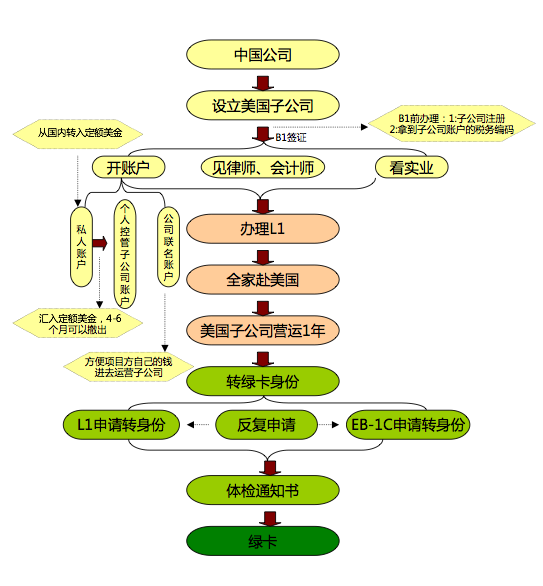 中国公司
设立美国子公司
B1前办理：1:子公司注册
2:拿到子公司账户的税务编码
从国内转入定额美金
B1签证
开账户
见律师、会计师
看实业
私人账户
个人控管子公司账户
公司联名账户
办理L1
全家赴美国
汇入定额美金，4-6
个月可以撤出
美国子公司营运1年
方便项目方自己的钱
进去运营子公司
转绿卡身份
L1申请转身份
反复申请
EB-1C申请转身份
体检通知书
绿卡